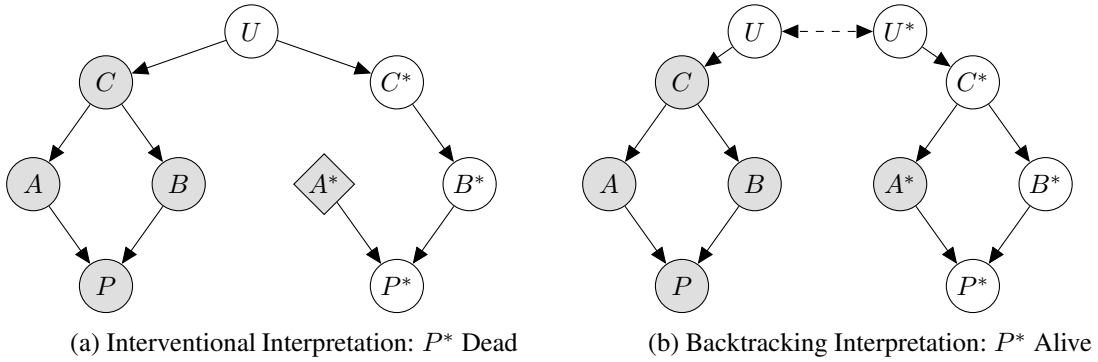 U
U U*
C C*
C C*
A B A* B*
A B A* B*
P P*
P P*
(a) Interventional Interpretation: P* Dead
(b) Backtracking Interpretation: P* Alive